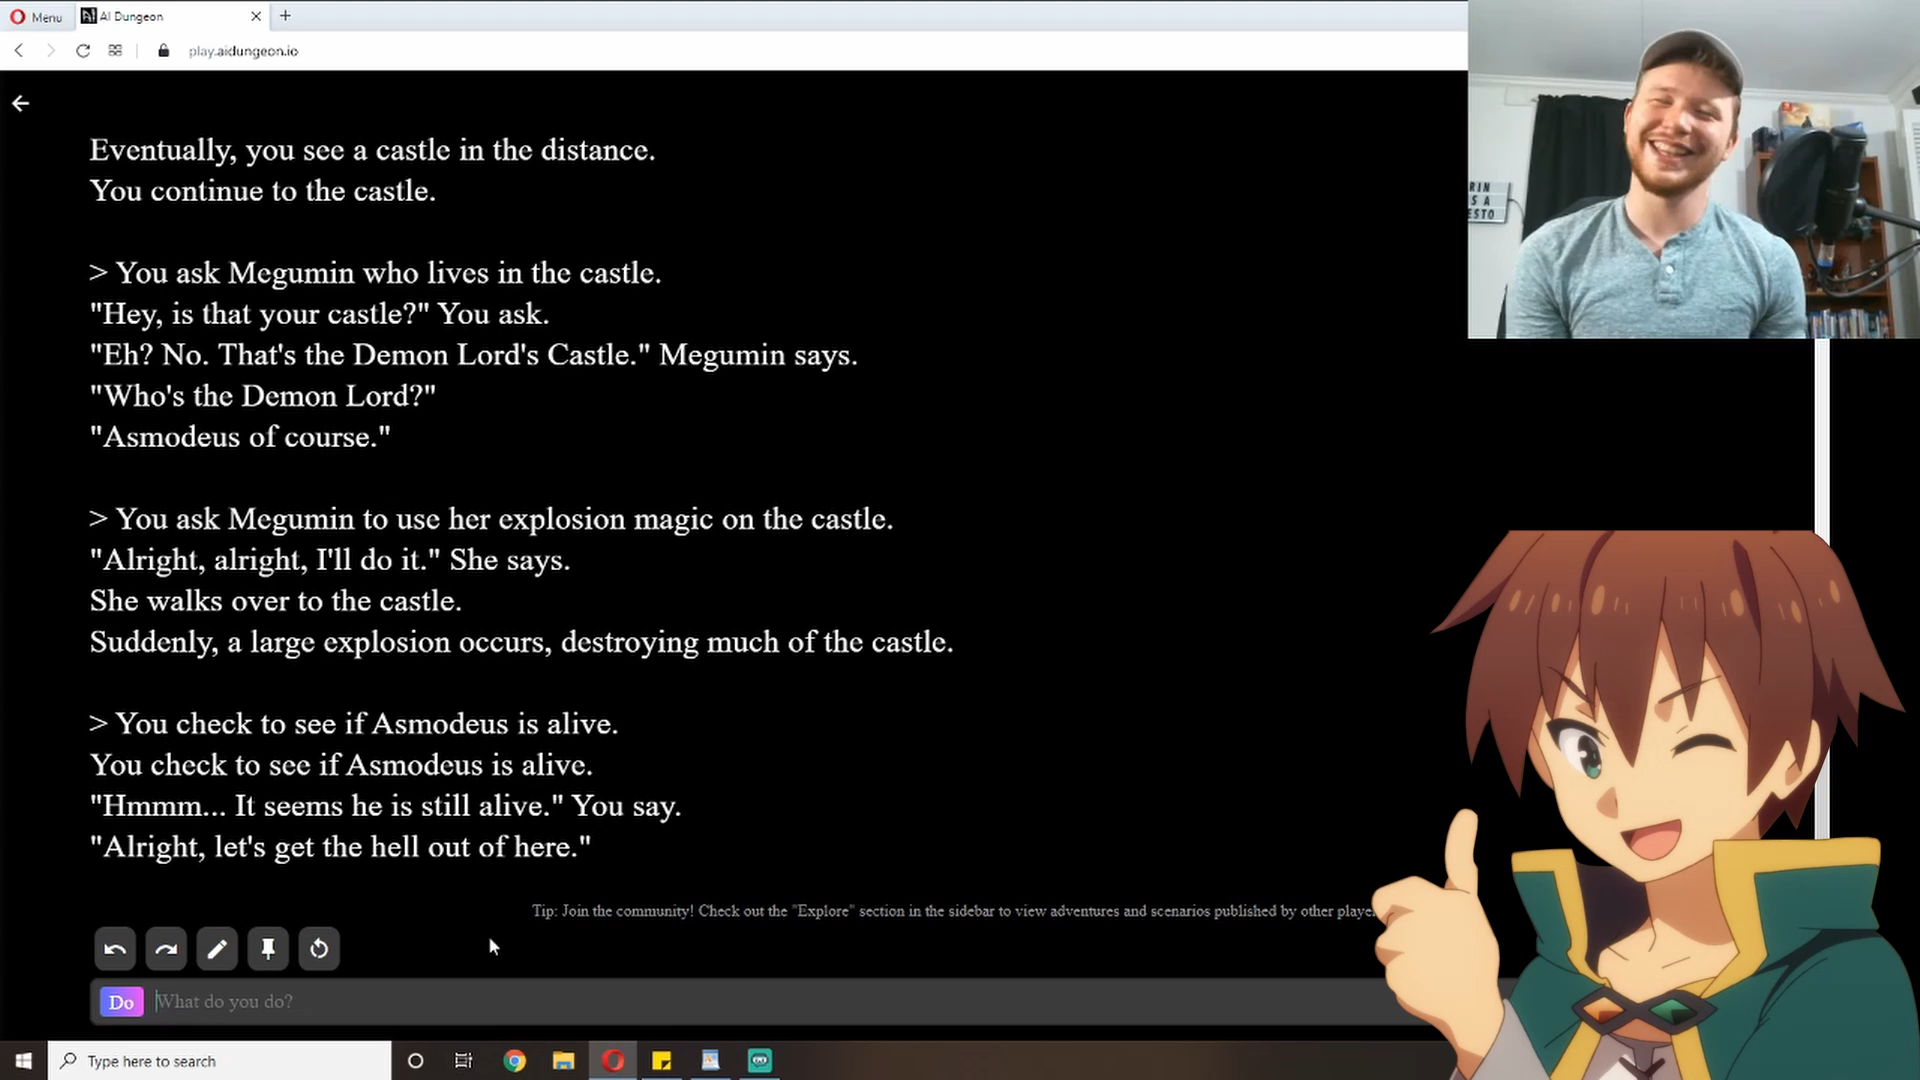 Menu
AI Dungeon
play.aidungeon.io
Eventually, you see a castle in the distance.
You continue to the castle.
> You ask Megumin who lives in the castle.
"Hey, is that your castle?" You ask.
"Eh? No. That's the Demon Lord's Castle." Megumin says.
"Who's the Demon Lord?"
"Asmodeus of course."
> You ask Megumin to use her explosion magic on the castle.
"Alright, alright, I'll do it." She says.
She walks over to the castle.
Suddenly, a large explosion occurs, destroying much of the castle.
> You check to see if Asmodeus is alive.
You check to see if Asmodeus is alive.
"Hmmm... It seems he is still alive." You say.
"Alright, let's get the hell out of here."
Tip: Join the community! Check out the "Explore" section in the sidebar to view adventures and scenarios published by other
Do
What do you do?
Type here to search
RIN
S A
ESTO